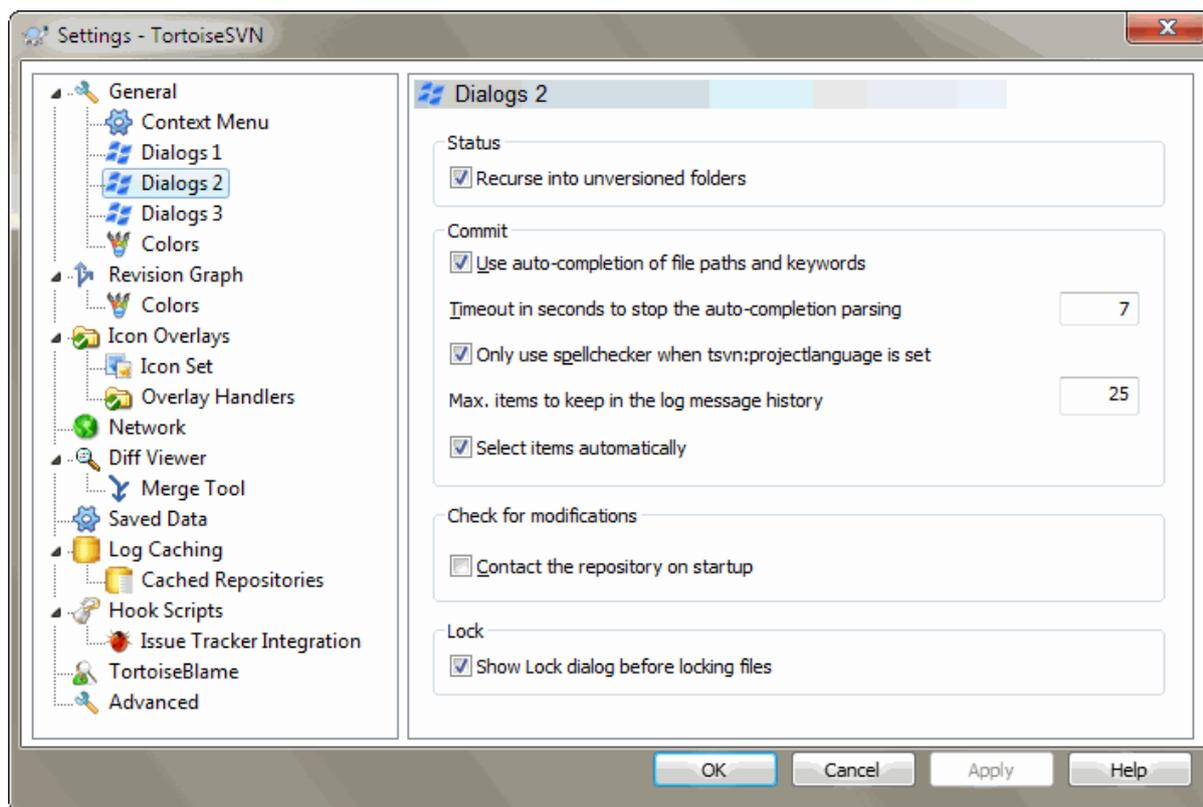 Settings - TortoiseSVN
General
Context Menu
Dialogs 1
Dialogs 2
Dialogs 3
Colors
Revision Graph
Colors
Icon Overlays
Icon Set
Overlay Handlers
Network
Diff Viewer
Merge Tool
Saved Data
Log Caching
Cached Repositories
Hook Scripts
Issue Tracker Integration
TortoiseBlame
Advanced
Dialogs 2
Status
Recurse into unversioned folders
Commit
Use auto-completion of file paths and keywords
Timeout in seconds to stop the auto-completion parsing 7
Only use spellchecker when tsvn:projectlanguage is set
Max. items to keep in the log message history 25
Select items automatically
Check for modifications
Contact the repository on startup
Lock
Show Lock dialog before locking files
OK Cancel Apply Help